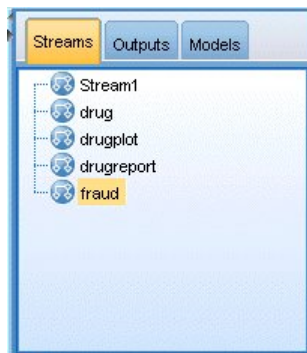 Streams Outputs Models
Stream1
drug
drugplot
drugreport
fraud